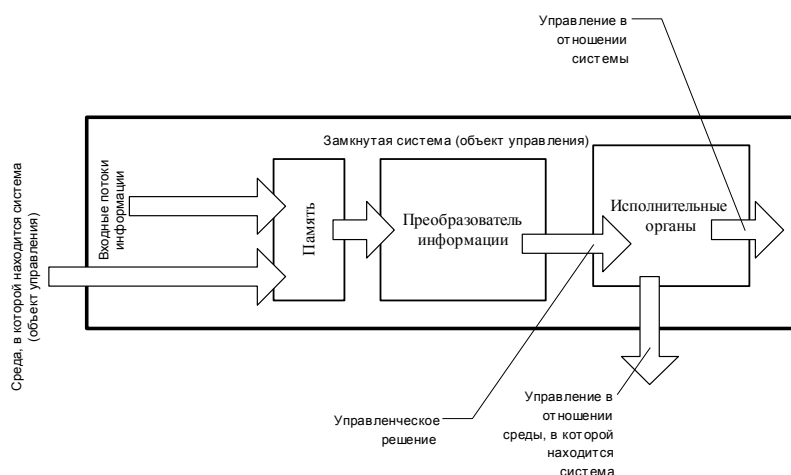 Управление в
отношении
системы
Замкнутая система (объект управления)
Среда, в которой находится система
(объект управления)
Входные потоки
информации
Память
Преобразователь
информации
Исполнительные
органы
Управленческое
решение
Управление в
отношении
среды, в которой
находится
система